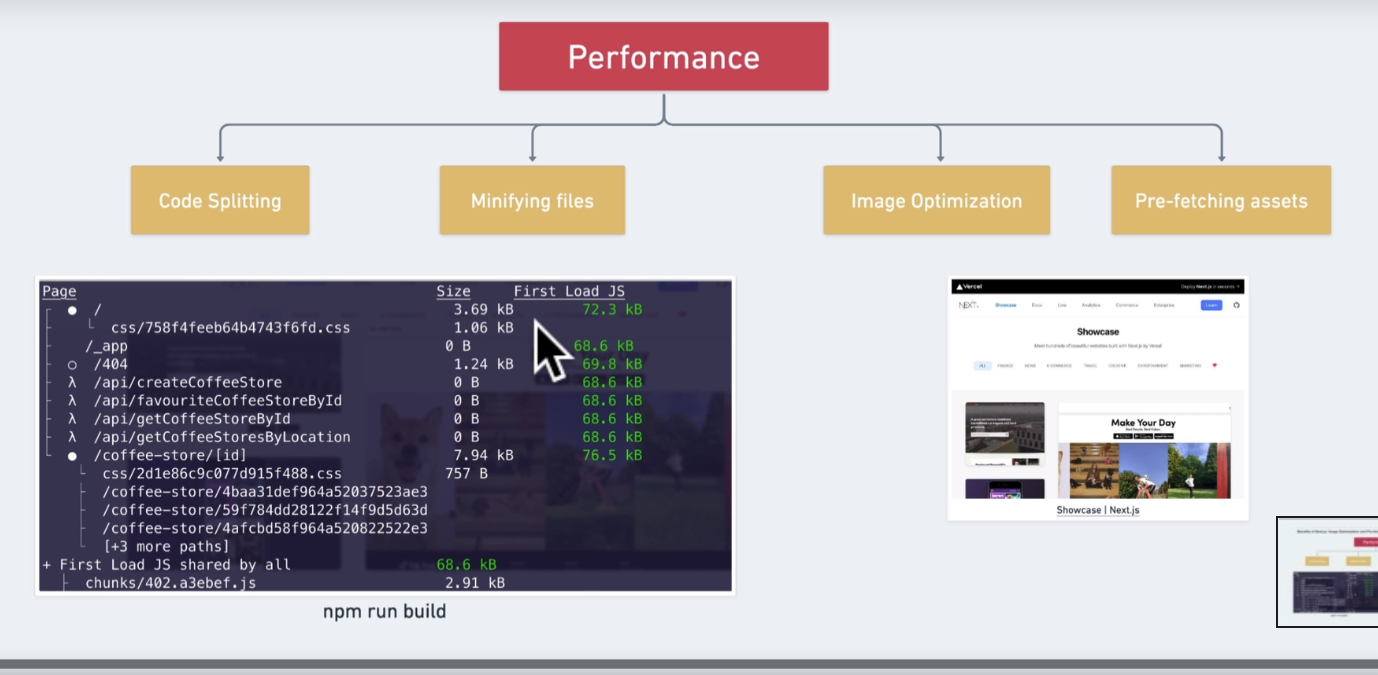 Performance
Code Splitting
Minifying files
Image Optimization
Pre-fetching assets
Page Size First Load JS
● / 3.69 kB 72.3 kB
└ css/758f4feeb64b4743f6fd.css 1.06 kB
/_app 0 B 68.6 kB
○ /404 1.24 kB 69.8 kB
λ /api/createCoffeeStore 0 B 68.6 kB
λ /api/favouriteCoffeeStoreById 0 B 68.6 kB
λ /api/getCoffeeStoreById 0 B 68.6 kB
λ /api/getCoffeeStoresByLocation 0 B 68.6 kB
● /coffee-store/[id] 7.94 kB 76.5 kB
css/2d1e86c9c077d915f488.css 757 B
/coffee-store/4baa31def964a52037523ae3
/coffee-store/59f784dd28122f14f9d5d63d
/coffee-store/4afcbd58f964a520822522e3
[+3 more paths]
+ First Load JS shared by all 68.6 kB
chunks/402.a3ebef.js 2.91 kB
npm run build
Vercel
Deploy Next.js in seconds
NEXT.js Showcase Docs Analytics Commerce Enterprise Learn
Showcase
Meet hundreds of beautiful websites built with Next.js by Vercel
ALL FINANCE NEWS E-COMMERCE TRAVEL CREATIVE ENTERTAINMENT MARKETING
Make Your Day
Showcase | Next.js